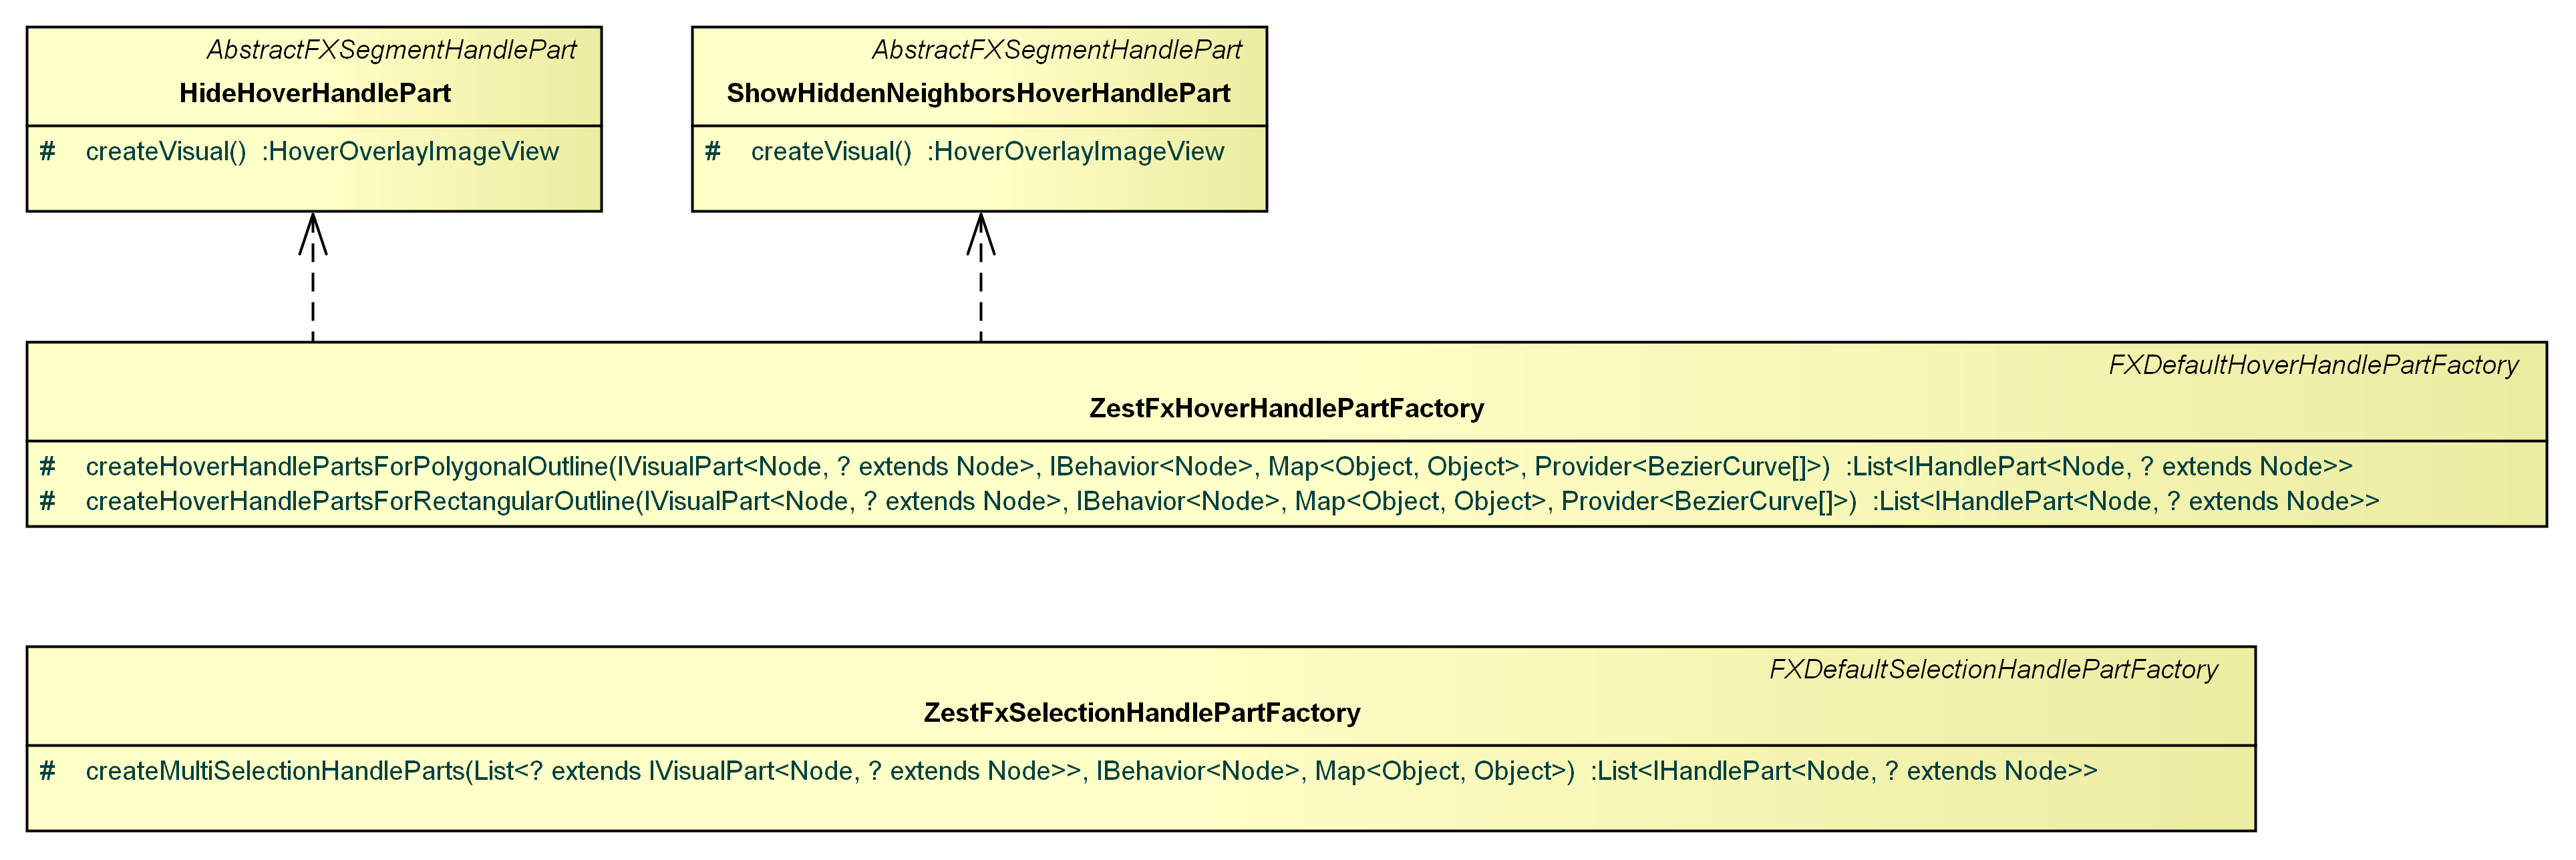 AbstractFXSegmentHandlePart
HideHoverHandlePart
# createVisual() :HoverOverlayImageView
AbstractFXSegmentHandlePart
ShowHiddenNeighborsHoverHandlePart
# createVisual() :HoverOverlayImageView
FXDefaultHoverHandlePartFactory
ZestFxHoverHandlePartFactory
# createHoverHandlePartsForPolygonalOutline(IVisualPart<Node, ? extends Node>, IBehavior<Node>, Map<Object, Object>, Provider<BezierCurve[]>) :List<IHandlePart<Node, ? extends Node>>
# createHoverHandlePartsForRectangularOutline(IVisualPart<Node, ? extends Node>, IBehavior<Node>, Map<Object, Object>, Provider<BezierCurve[]>) :List<IHandlePart<Node, ? extends Node>>
FXDefaultSelectionHandlePartFactory
ZestFxSelectionHandlePartFactory
# createMultiSelectionHandleParts(List<? extends IVisualPart<Node, ? extends Node>>, IBehavior<Node>, Map<Object, Object>) :List<IHandlePart<Node, ? extends Node>>